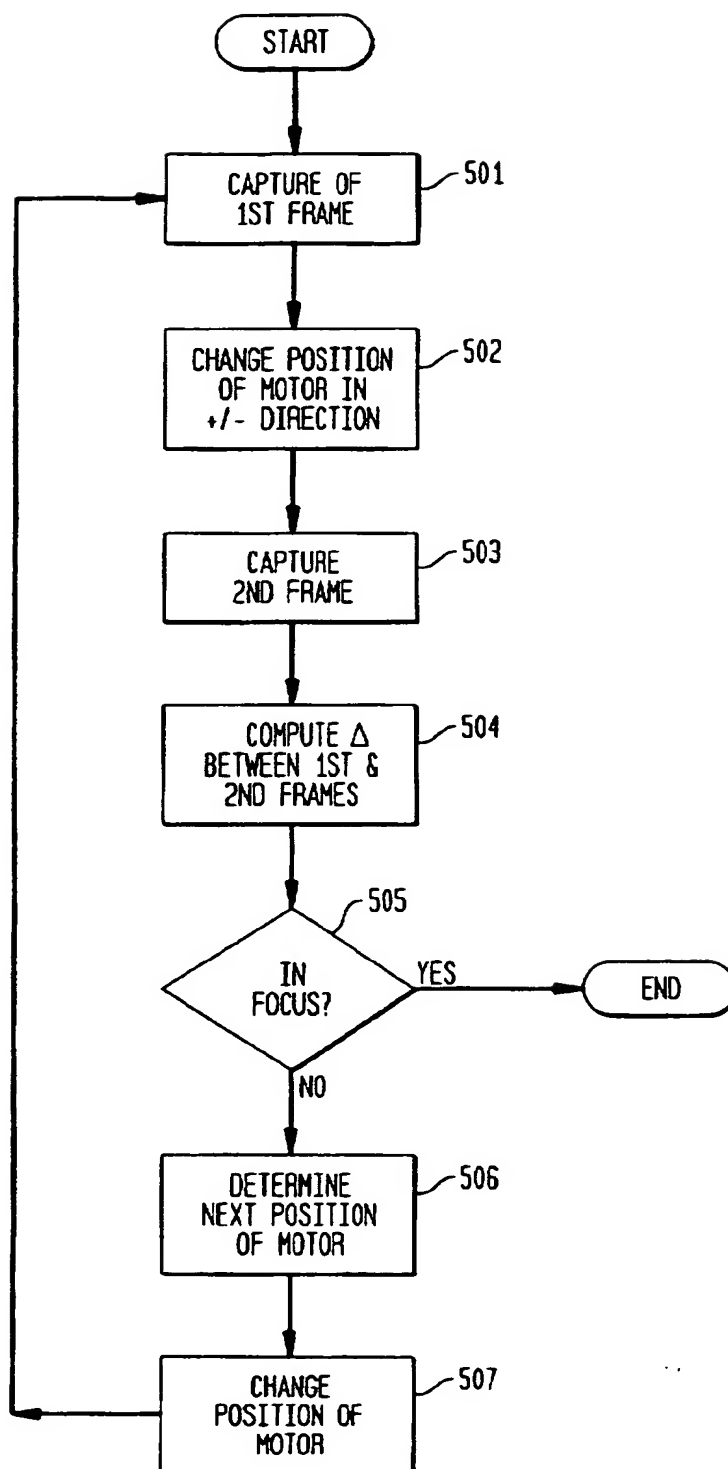 START
CAPTURE OF
1ST FRAME
501
CHANGE POSITION
OF MOTOR IN
+/- DIRECTION
502
CAPTURE
2ND FRAME
503
COMPUTE Δ
BETWEEN 1ST &
2ND FRAMES
504
505
IN
FOCUS?
YES
END
NO
DETERMINE
NEXT POSITION
OF MOTOR
506
CHANGE
POSITION OF
MOTOR
507